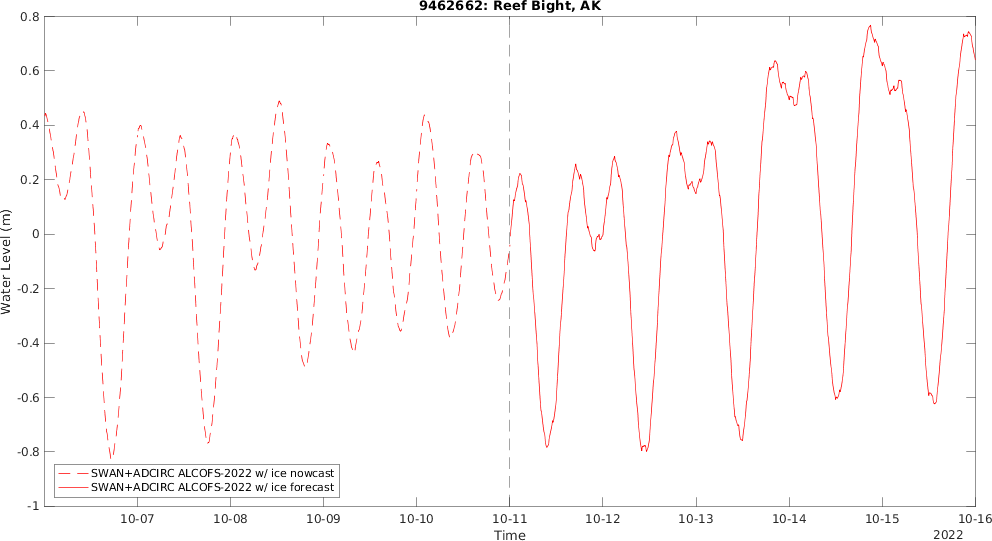 9462662: Reef Bight, AK
Water Level (m)
0.8
0.6
0.4
0.2
0
-0.2
-0.4
-0.6
-0.8
-1
SWAN+ADCIRC ALCOFS-2022 w/ ice nowcast
SWAN+ADCIRC ALCOFS-2022 w/ ice forecast
10-07 10-08 10-09 10-10 10-11 10-12 10-13 10-14 10-15 10-16
Time
2022